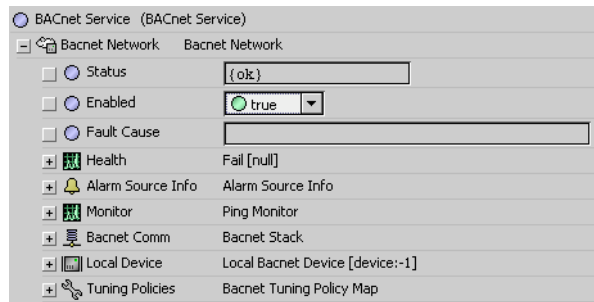 BACnet Service (BACnet Service)
Bacnet Network Bacnet Network
Status {ok}
Enabled true
Fault Cause
Health Fail [null]
Alarm Source Info Alarm Source Info
Monitor Ping Monitor
Bacnet Comm Bacnet Stack
Local Device Local Bacnet Device [device:-1]
Tuning Policies Bacnet Tuning Policy Map